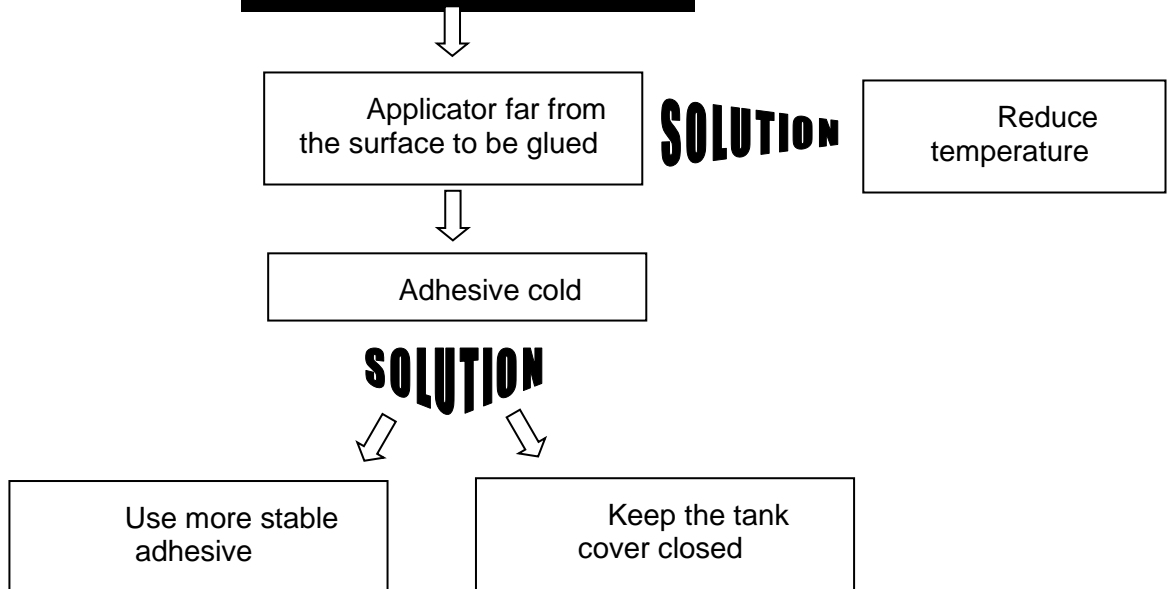 Applicator far from
the surface to be glued
SOLUTION
Reduce
temperature
Adhesive cold
SOLUTION
Use more stable
adhesive
Keep the tank
cover closed